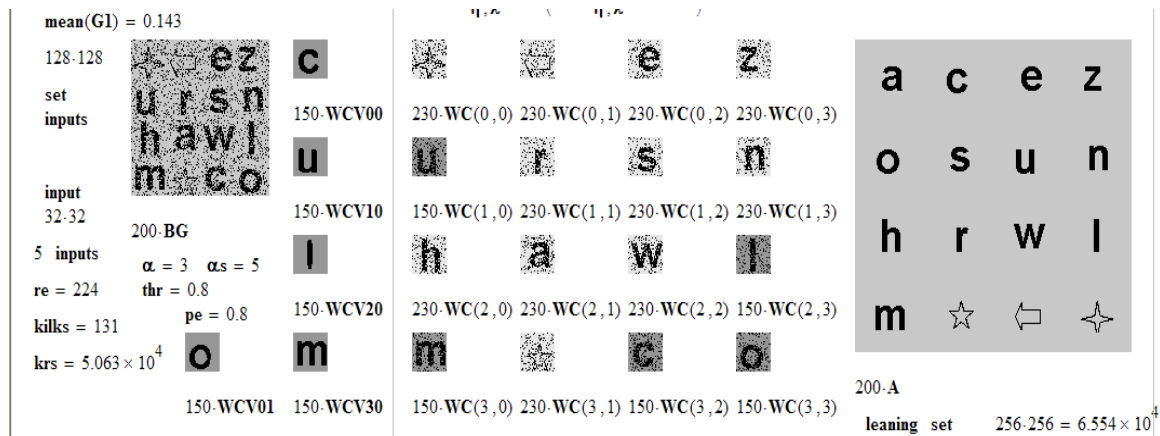 mean(G1) = 0.143
128·128
set
inputs
input
32·32
5 inputs
re = 224
kilks = 131
krs = 5.063 × 10^4
e z
u r s n
h a w l
m c o
200·BG
α = 3 αs = 5
thr = 0.8
pe = 0.8
o
150·WCV01
c
150·WCV00
u
150·WCV10
l
150·WCV20
m
150·WCV30
e z
230·WC(0,0) 230·WC(0,1) 230·WC(0,2) 230·WC(0,3)
u r s n
150·WC(1,0) 230·WC(1,1) 230·WC(1,2) 230·WC(1,3)
h a w l
230·WC(2,0) 230·WC(2,1) 230·WC(2,2) 150·WC(2,3)
m c o
150·WC(3,0) 230·WC(3,1) 150·WC(3,2) 150·WC(3,3)
a c e z
o s u n
h r w l
m
200·A
leaning set 256·256 = 6.554 × 10^4